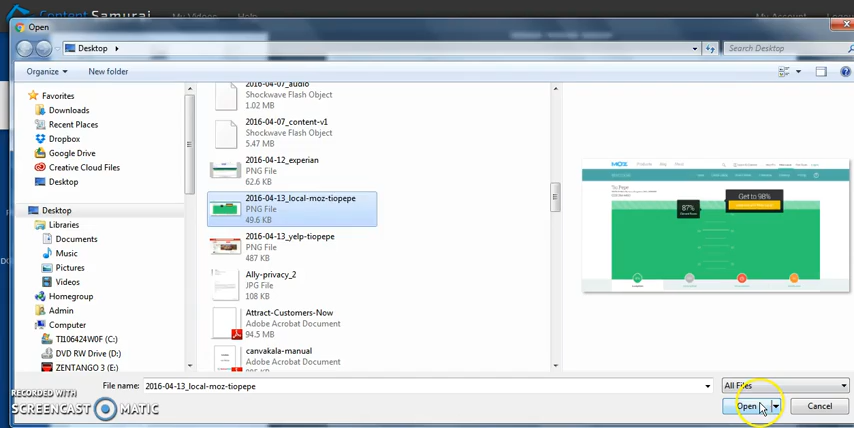 Content Samurai My Videos My Account Logout
Open
Desktop
Search Desktop
Organize New folder
Favorites
Downloads
Recent Places
Dropbox
Google Drive
Creative Cloud Files
Desktop
Desktop
Libraries
Documents
Music
Pictures
Videos
Homegroup
Admin
Computer
TI106424W0F (C:)
DVD RW Drive (D:)
ZENTANGO 3 (E:)
2016-04-07_audio
Shockwave Flash Object
1.02 MB
2016-04-07_content-v1
Shockwave Flash Object
5.47 MB
2016-04-12_experian
PNG File
62.6 KB
2016-04-13_local-moz-tiopepe
PNG File
49.6 KB
2016-04-13_yelp-tiopepe
PNG File
487 KB
Ally-privacy_2
JPG File
108 KB
Attract-Customers-Now
Adobe Acrobat Document
94.5 MB
canvakala-manual
Adobe Acrobat Document
MOZ
87%
Get to 98%
File name: 2016-04-13_local-moz-tiopepe
All Files
Open Cancel
RECORDED WITH
SCREENCAST MATIC